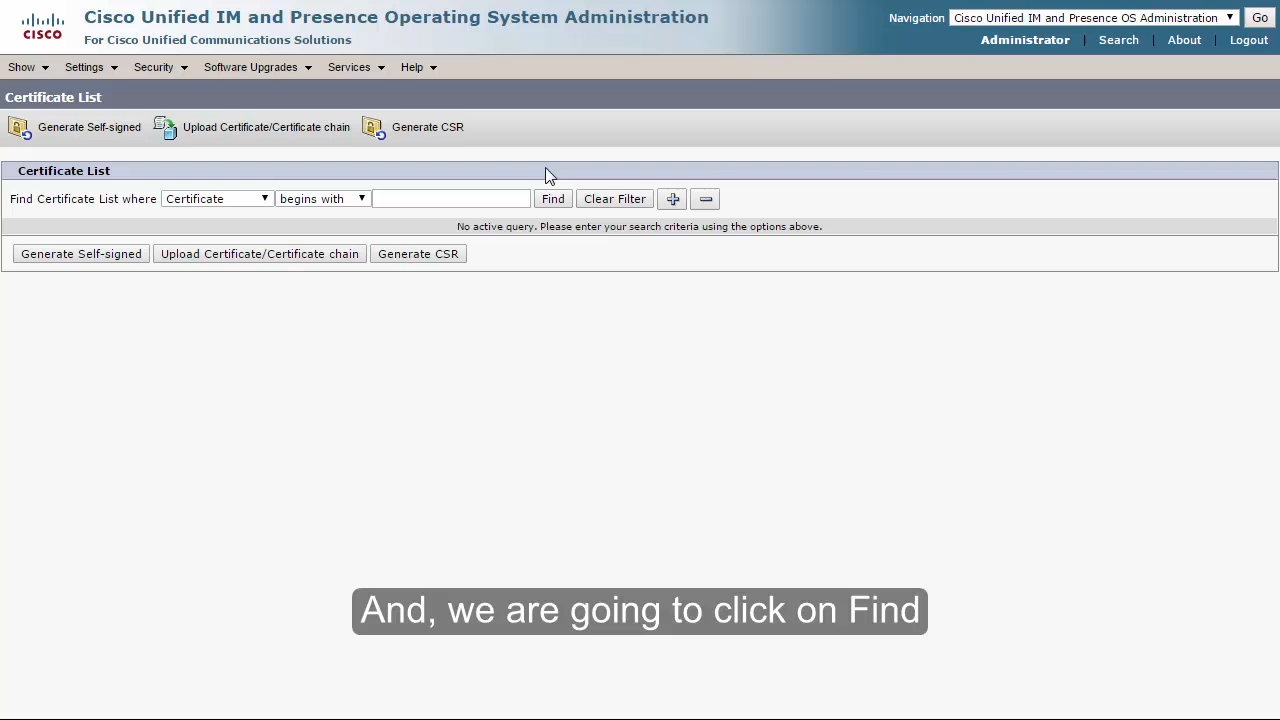 Cisco Unified IM and Presence Operating System Administration
For Cisco Unified Communications Solutions
CISCO
Navigation Cisco Unified IM and Presence OS Administration Go
Administrator | Search | About | Logout
Show Settings Security Software Upgrades Services Help
Certificate List
Generate Self-signed Upload Certificate/Certificate chain Generate CSR
Certificate List
Find Certificate List where Certificate begins with Find Clear Filter
No active query. Please enter your search criteria using the options above.
Generate Self-signed Upload Certificate/Certificate chain Generate CSR
And, we are going to click on Find